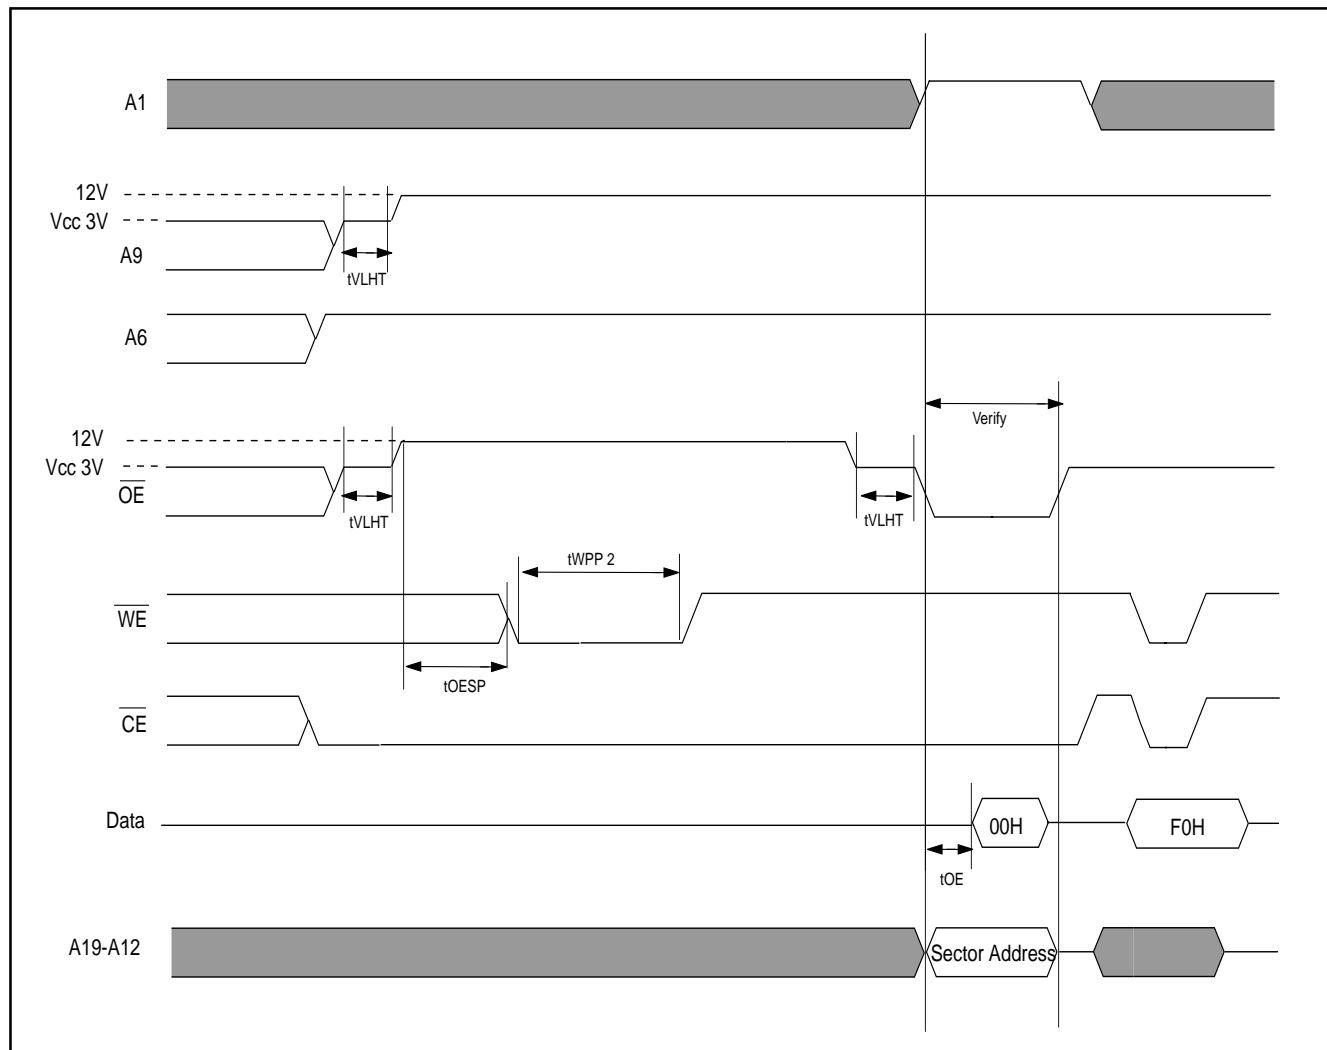 A1
12V
Vcc 3V
A9
tVLHT
A6
Verify
12V
Vcc 3V
OE
tVLHT
tVLHT
tWPP 2
WE
tOESP
CE
Data
00H
F0H
tOE
A19-A12
Sector Address